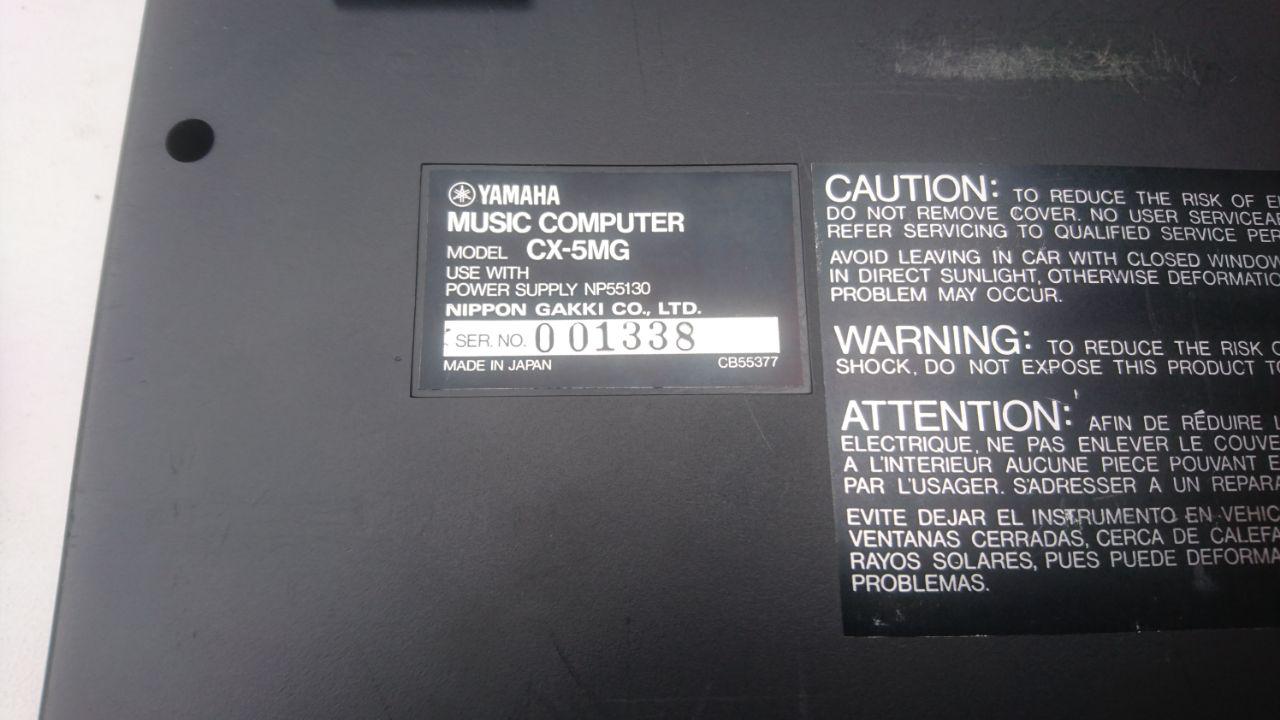 YAMAHA
MUSIC COMPUTER
MODEL CX-5MG
USE WITH
POWER SUPPLY NP55130
NIPPON GAKKI CO., LTD.
SER. NO. 001338
MADE IN JAPAN CB55377
CAUTION: TO REDUCE THE RISK OF
DO NOT REMOVE COVER. NO USER
REFER SERVICING TO QUALIFIED SERVICE
AVOID LEAVING IN CAR WITH CLOSED
IN DIRECT SUNLIGHT, OTHERWISE
PROBLEM MAY OCCUR.
WARNING: TO REDUCE THE RISK
SHOCK, DO NOT EXPOSE THIS PRODUCT
ATTENTION: AFIN DE RÉDUIRE
ELECTRIQUE, NE PAS ENLEVER LE
A L'INTERIEUR AUCUNE PIECE POUVANT
PAR L'USAGER. S'ADRESSER A UN
EVITE DEJAR EL INSTRUMENTO EN
VENTANAS CERRADAS, CERCA DE
RAYOS SOLARES, PUES PUEDE
PROBLEMAS.